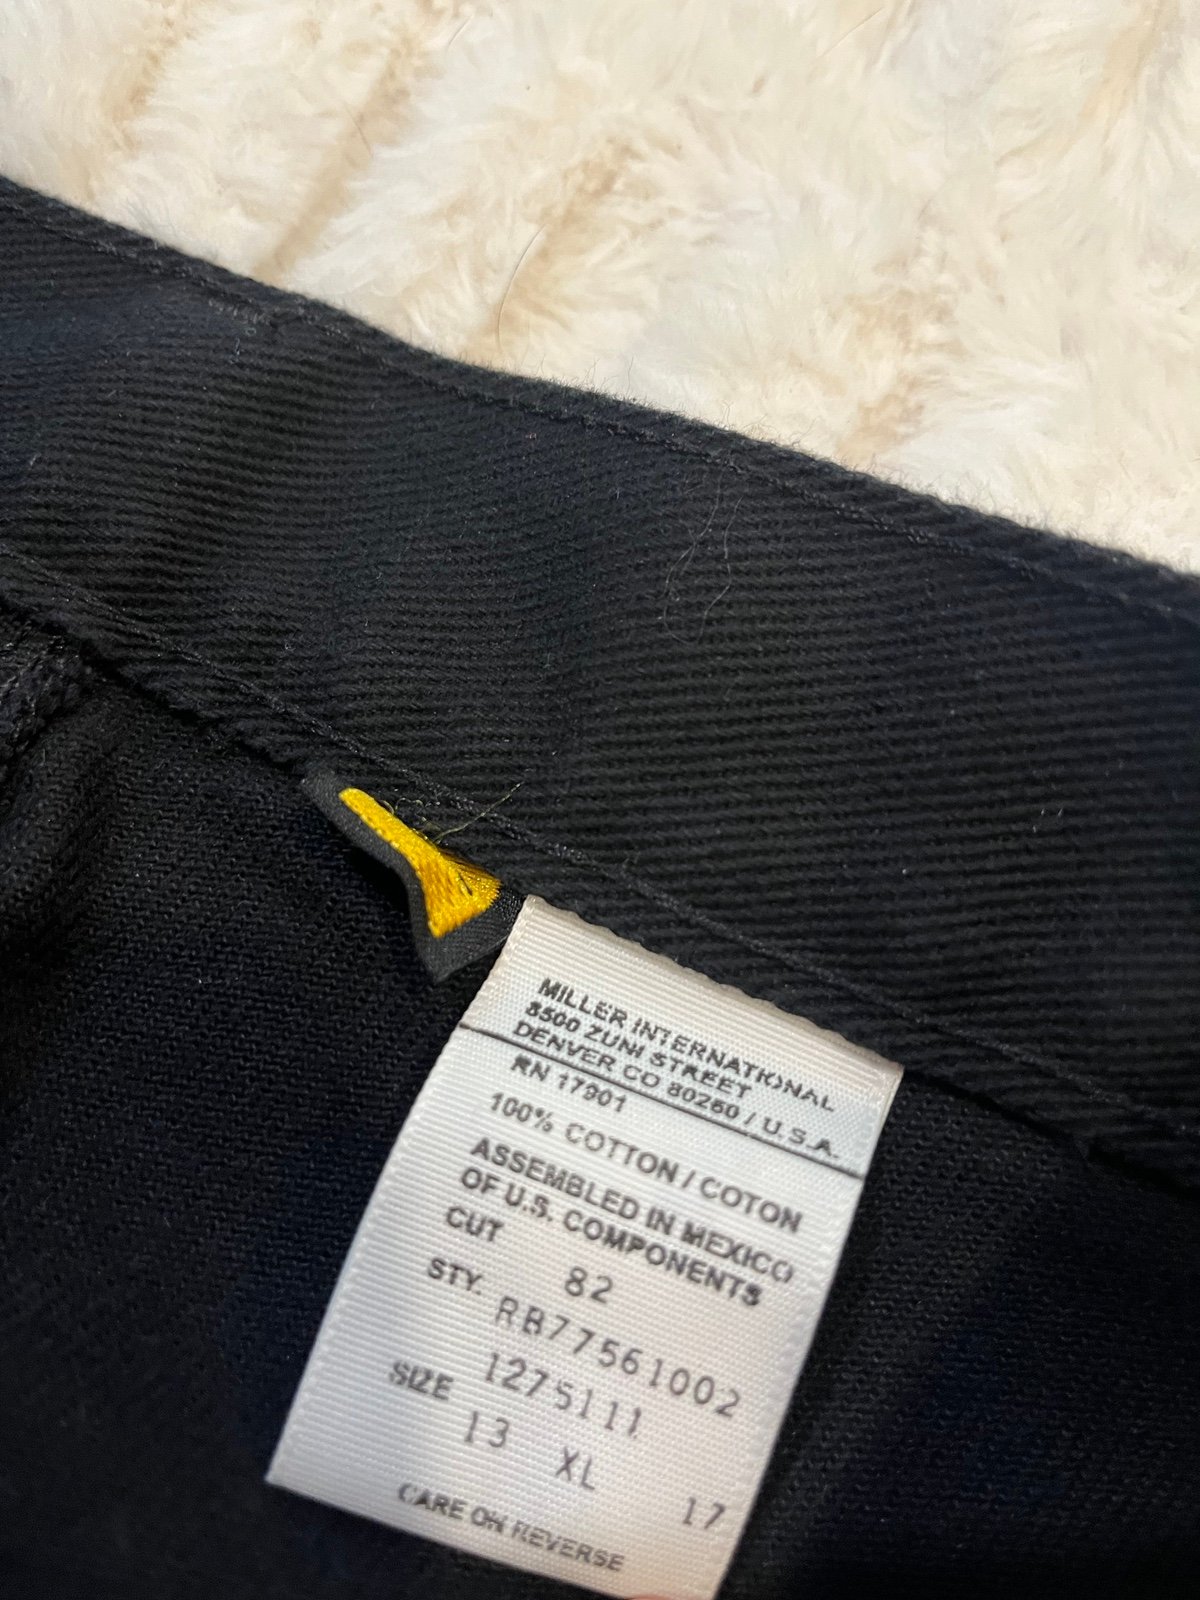 MILLER INTERNATIONAL
8500 ZUNI STREET
DENVER CO 80260 / U.S.A.
RN 17901
100% COTTON / COTON
ASSEMBLED IN MEXICO
OF U.S. COMPONENTS
CUT 82
STY. RB77561002
1275111
SIZE 13 XL 17
CARE ON REVERSE